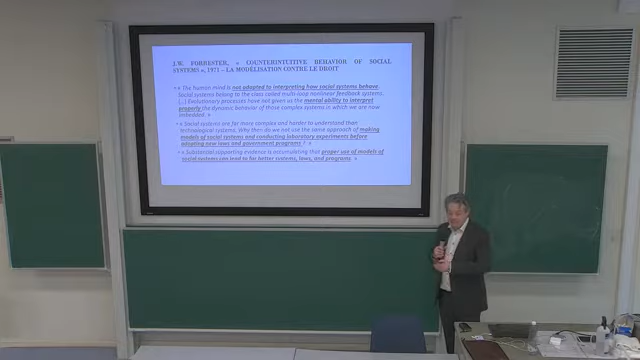 J.W. FORRESTER, « COUNTERINTUITIVE BEHAVIOR OF SOCIAL
SYSTEMS », 1971 – LA MODÉLISATION CONTRE LE DROIT
« The human mind is not adapted to interpreting how social systems behave.
Social systems belong to the class called multi-loop nonlinear feedback systems.
(...) Evolutionary processes have not given us the mental ability to interpret
properly the dynamic behavior of those complex systems in which we are now
imbedded. »
« Social systems are far more complex and harder to understand than
technological systems. Why then do we not use the same approach of making
models of social systems and conducting laboratory experiments before
adopting new laws and government programs ? »
« Substantial supporting evidence is accumulating that proper use of models of
social systems can lead to far better systems, laws, and programs. »